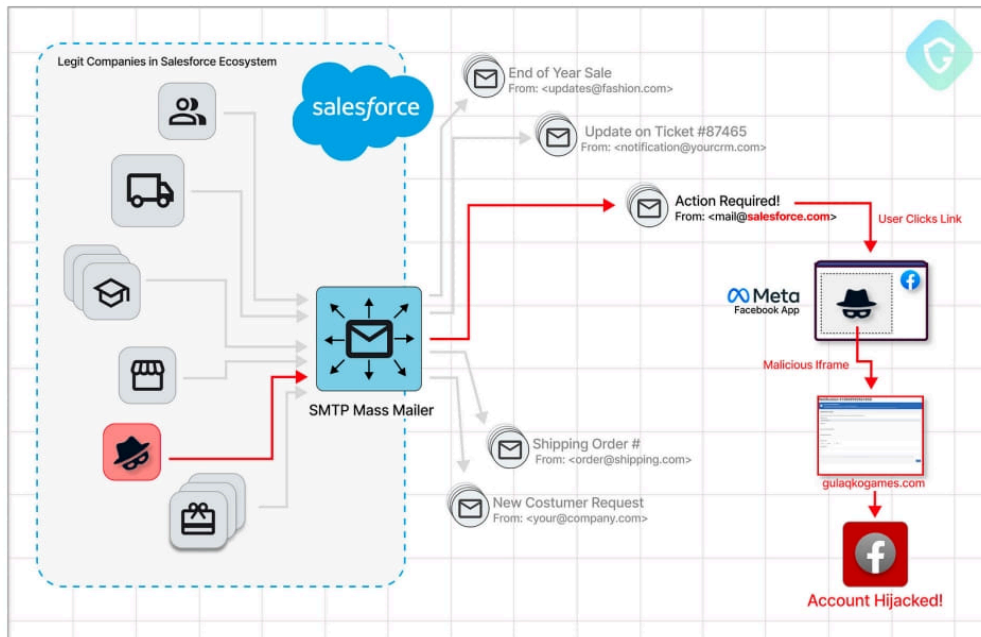 Legit Companies in Salesforce Ecosystem
salesforce
End of Year Sale
From: <updates@fashion.com>
Update on Ticket #87465
From: <notification@yourcrm.com>
Action Required!
From: <mail@salesforce.com>
User Clicks Link
Meta
Facebook App
Malicious Iframe
SMTP Mass Mailer
Shipping Order #
From: <order@shipping.com>
New Costumer Request
From: <your@company.com>
gulaqkogames.com
Account Hijacked!